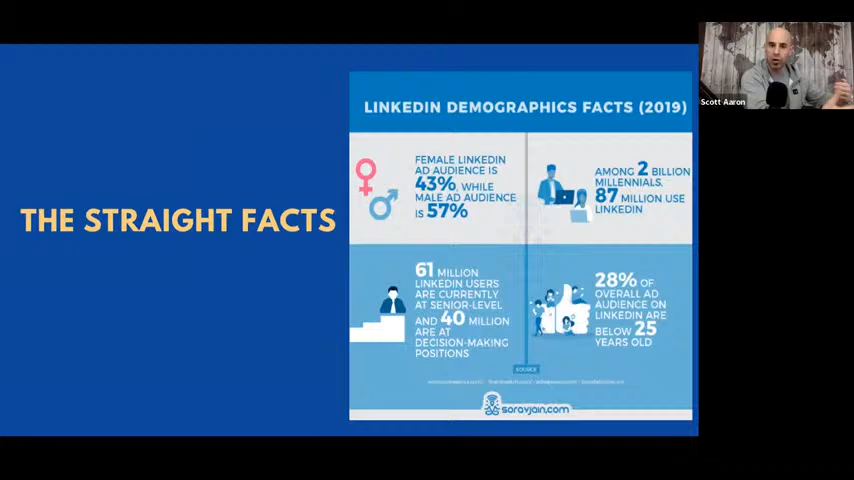 LINKEDIN DEMOGRAPHICS FACTS (2019)
Scott Aaron
THE STRAIGHT FACTS
FEMALE LINKEDIN
AD AUDIENCE IS
43%, WHILE
MALE AD AUDIENCE
IS 57%
AMONG 2 BILLION
MILLENNIALS,
87 MILLION USE
LINKEDIN
61 MILLION
LINKEDIN USERS
ARE CURRENTLY
AT SENIOR-LEVEL
AND 40 MILLION
ARE AT
DECISION-MAKING
POSITIONS
28% OF
OVERALL AD
AUDIENCE ON
LINKEDIN ARE
BELOW 25
YEARS OLD
SOURCE
soravjain.com